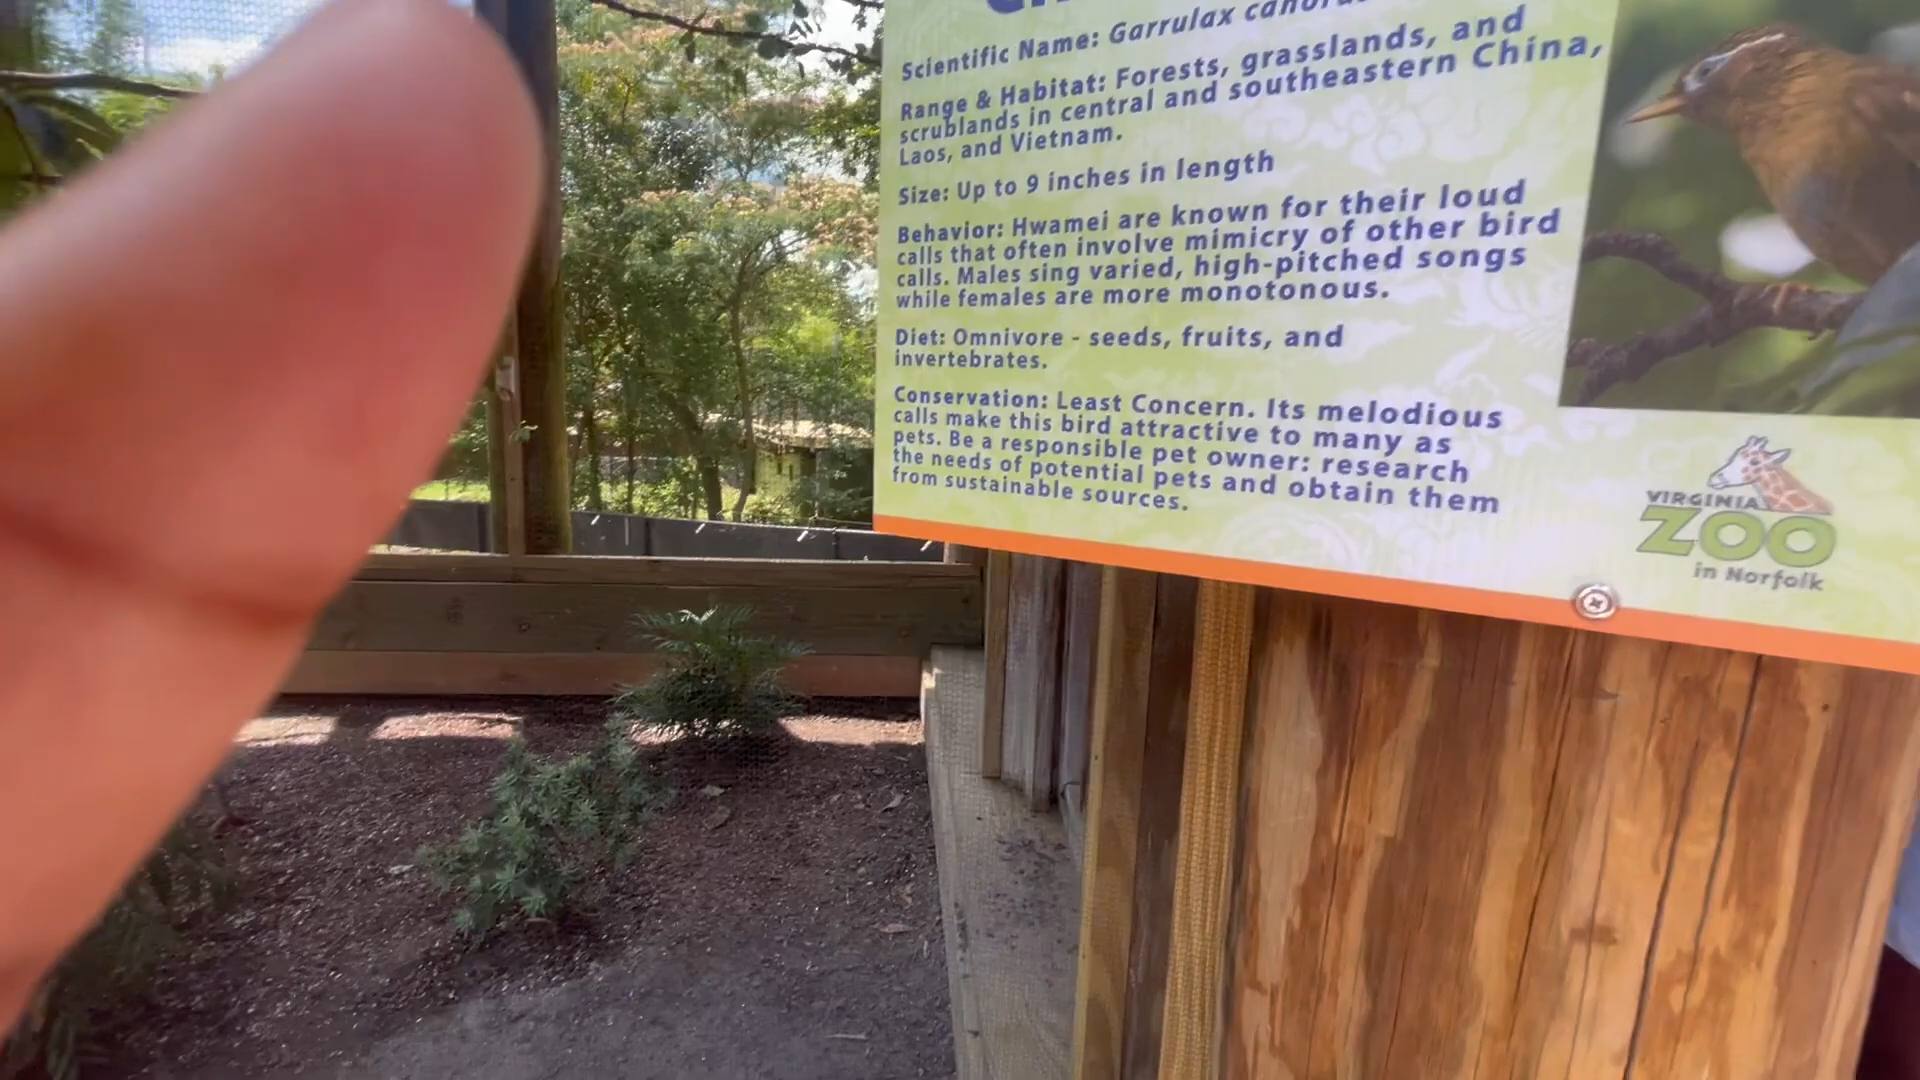 Scientific Name: Garrulax
Range & Habitat: Forests, grasslands, and
scrublands in central and southeastern China,
Laos, and Vietnam.
Size: Up to 9 inches in length
Behavior: Hwamei are known for their loud
calls that often involve mimicry of other bird
calls. Males sing varied, high-pitched songs
while females are more monotonous.
Diet: Omnivore - seeds, fruits, and
invertebrates.
Conservation: Least Concern. Its melodious
calls make this bird attractive to many as
pets. Be a responsible pet owner: research
the needs of potential pets and obtain them
from sustainable sources.
VIRGINIA
ZOO
in Norfolk